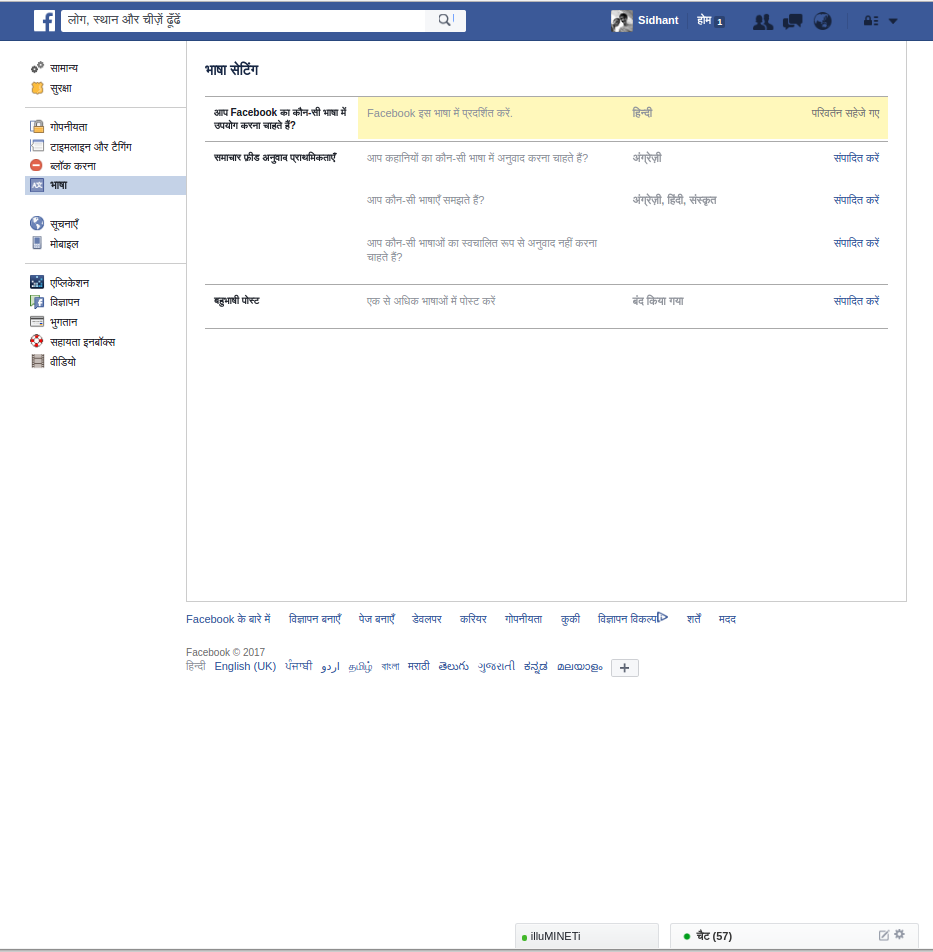 लोग, स्थान और चीज़ें ढूँढें
Sidhant
होम 1
सामान्य
सुरक्षा
गोपनीयता
टाइमलाइन और टैगिंग
ब्लॉक करना
भाषा
सूचनाएँ
मोबाइल
एप्लिकेशन
विज्ञापन
भुगतान
सहायता इनबॉक्स
वीडियो
भाषा सेटिंग
आप Facebook का कौन-सी भाषा में
उपयोग करना चाहते हैं?
Facebook इस भाषा में प्रदर्शित करें.
हिन्दी
परिवर्तन सहेजे गए
समाचार फ़ीड अनुवाद प्राथमिकताएँ
आप कहानियों का कौन-सी भाषा में अनुवाद करना चाहते हैं?
अंग्रेज़ी
संपादित करें
आप कौन-सी भाषाएँ समझते हैं?
अंग्रेज़ी, हिंदी, संस्कृत
संपादित करें
आप कौन-सी भाषाओं का स्वचालित रूप से अनुवाद नहीं करना
चाहते हैं?
संपादित करें
बहुभाषी पोस्ट
एक से अधिक भाषाओं में पोस्ट करें
बंद किया गया
संपादित करें
Facebook के बारे में विज्ञापन बनाएँ पेज बनाएँ डेवलपर करियर गोपनीयता कुकी विज्ञापन विकल्प शर्तें मदद
Facebook © 2017
हिन्दी English (UK) ਪੰਜਾਬੀ اردو தமிழ் বাংলা मराठी తెలుగు ગુજરાતી ಕನ್ನಡ മലയാളം +
illuMINETi
चैट (57)